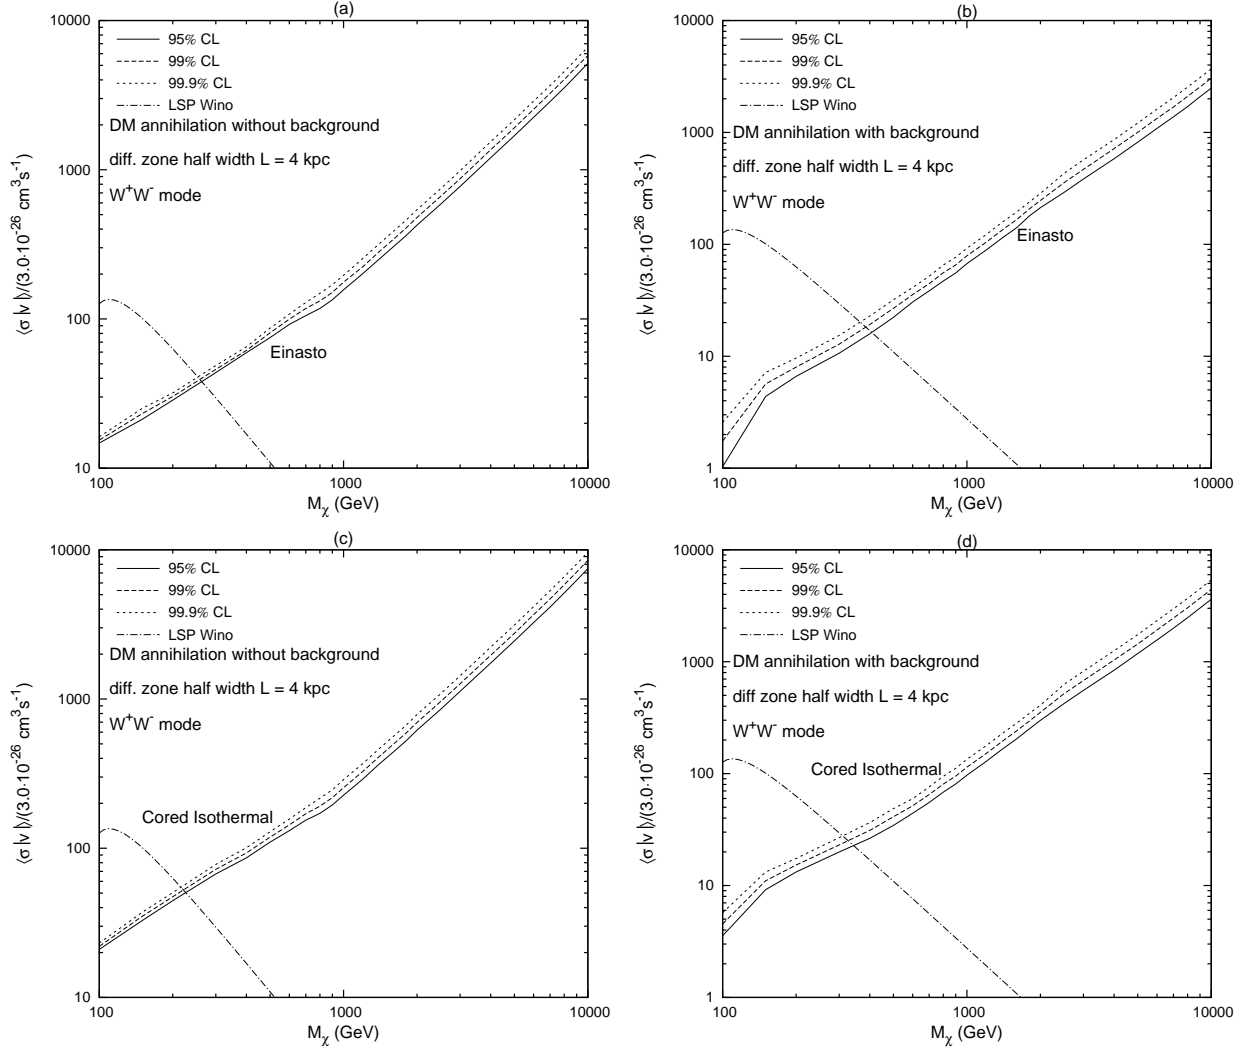 (a)
10000
1000
100
10
95% CL
99% CL
99.9% CL
LSP Wino
DM annihilation without background
diff. zone half width L = 4 kpc
W⁺W⁻ mode
Einasto
⟨σ |v|⟩/(3.0·10⁻²⁶ cm³s⁻¹)
100 1000 10000
M_χ (GeV)
(b)
10000
1000
100
10
1
95% CL
99% CL
99.9% CL
LSP Wino
DM annihilation with background
diff. zone half width L = 4 kpc
W⁺W⁻ mode
Einasto
⟨σ |v|⟩/(3.0·10⁻²⁶ cm³s⁻¹)
100 1000 10000
M_χ (GeV)
(c)
10000
1000
100
10
95% CL
99% CL
99.9% CL
LSP Wino
DM annihilation without background
diff. zone half width L = 4 kpc
W⁺W⁻ mode
Cored Isothermal
⟨σ |v|⟩/(3.0·10⁻²⁶ cm³s⁻¹)
100 1000 10000
M_χ (GeV)
(d)
10000
1000
100
10
1
95% CL
99% CL
99.9% CL
LSP Wino
DM annihilation with background
diff zone half width L = 4 kpc
W⁺W⁻ mode
Cored Isothermal
⟨σ |v|⟩/(3.0·10⁻²⁶ cm³s⁻¹)
100 1000 10000
M_χ (GeV)